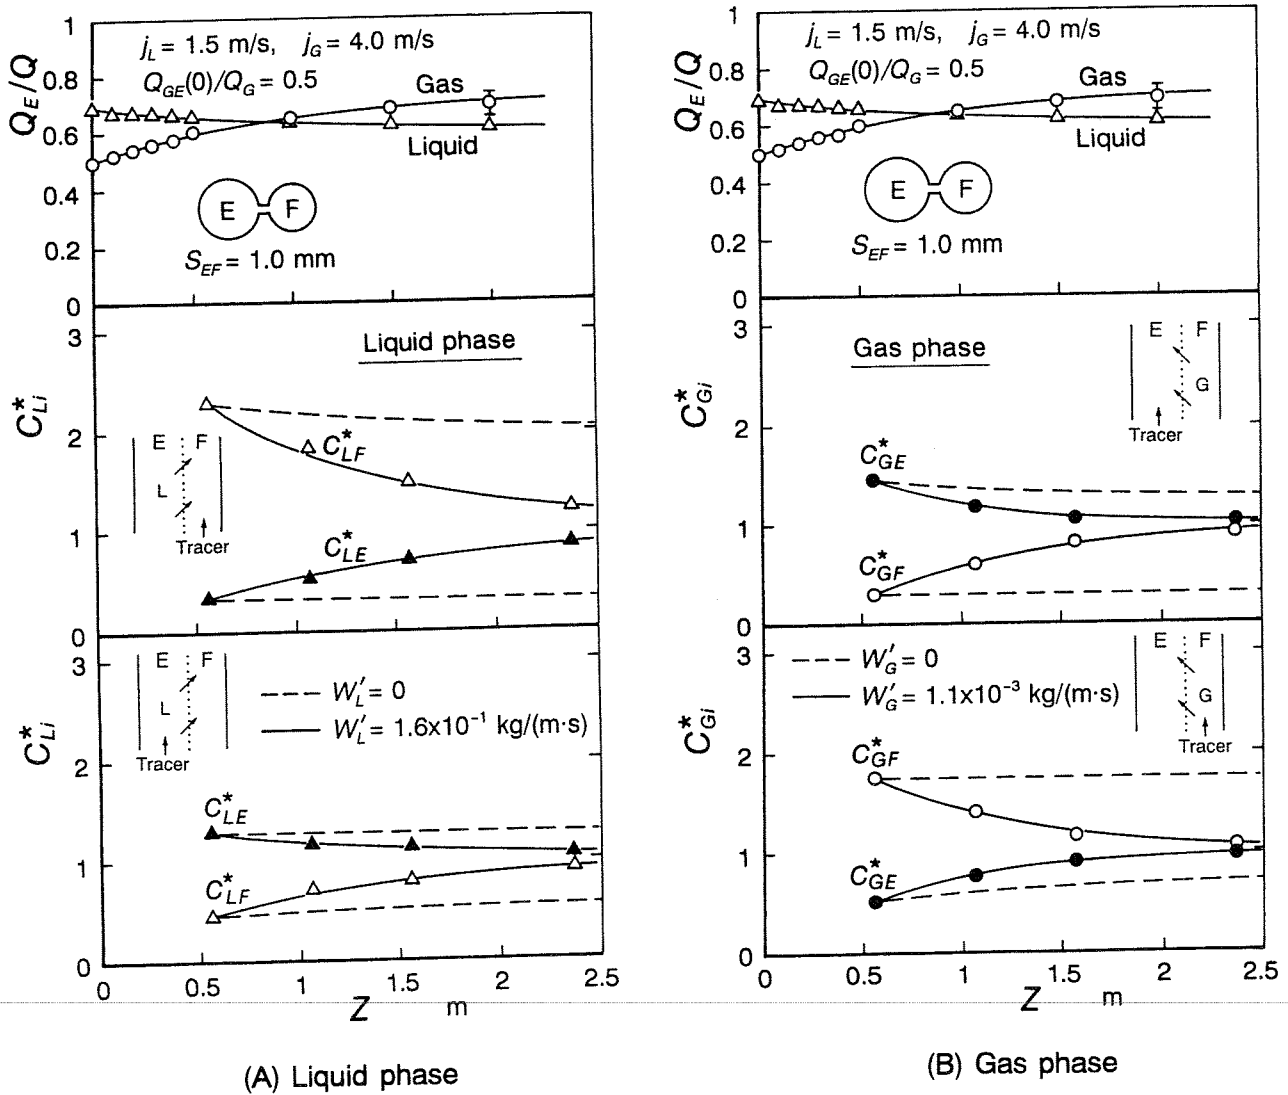 1
0.8
0.6
0.4
0.2
0
Q_E/Q
j_L = 1.5 m/s, j_G = 4.0 m/s
Q_GE(0)/Q_G = 0.5
Gas
Liquid
E F
S_EF = 1.0 mm
3
2
1
0
C*_Li
Liquid phase
C*_LF
C*_LE
E F
L
Tracer
3
2
1
0
C*_Li
E F
L
Tracer
W'_L = 0
W'_L = 1.6x10⁻¹ kg/(m·s)
C*_LE
C*_LF
0 0.5 1 1.5 2 2.5
Z m
(A) Liquid phase
1
0.8
0.6
0.4
0.2
0
Q_E/Q
j_L = 1.5 m/s, j_G = 4.0 m/s
Q_GE(0)/Q_G = 0.5
Gas
Liquid
E F
S_EF = 1.0 mm
3
2
1
0
C*_Gi
Gas phase
E F
G
Tracer
C*_GE
C*_GF
3
2
1
0
C*_Gi
W'_G = 0
W'_G = 1.1x10⁻³ kg/(m·s)
E F
G
Tracer
C*_GF
C*_GE
0 0.5 1 1.5 2 2.5
Z m
(B) Gas phase